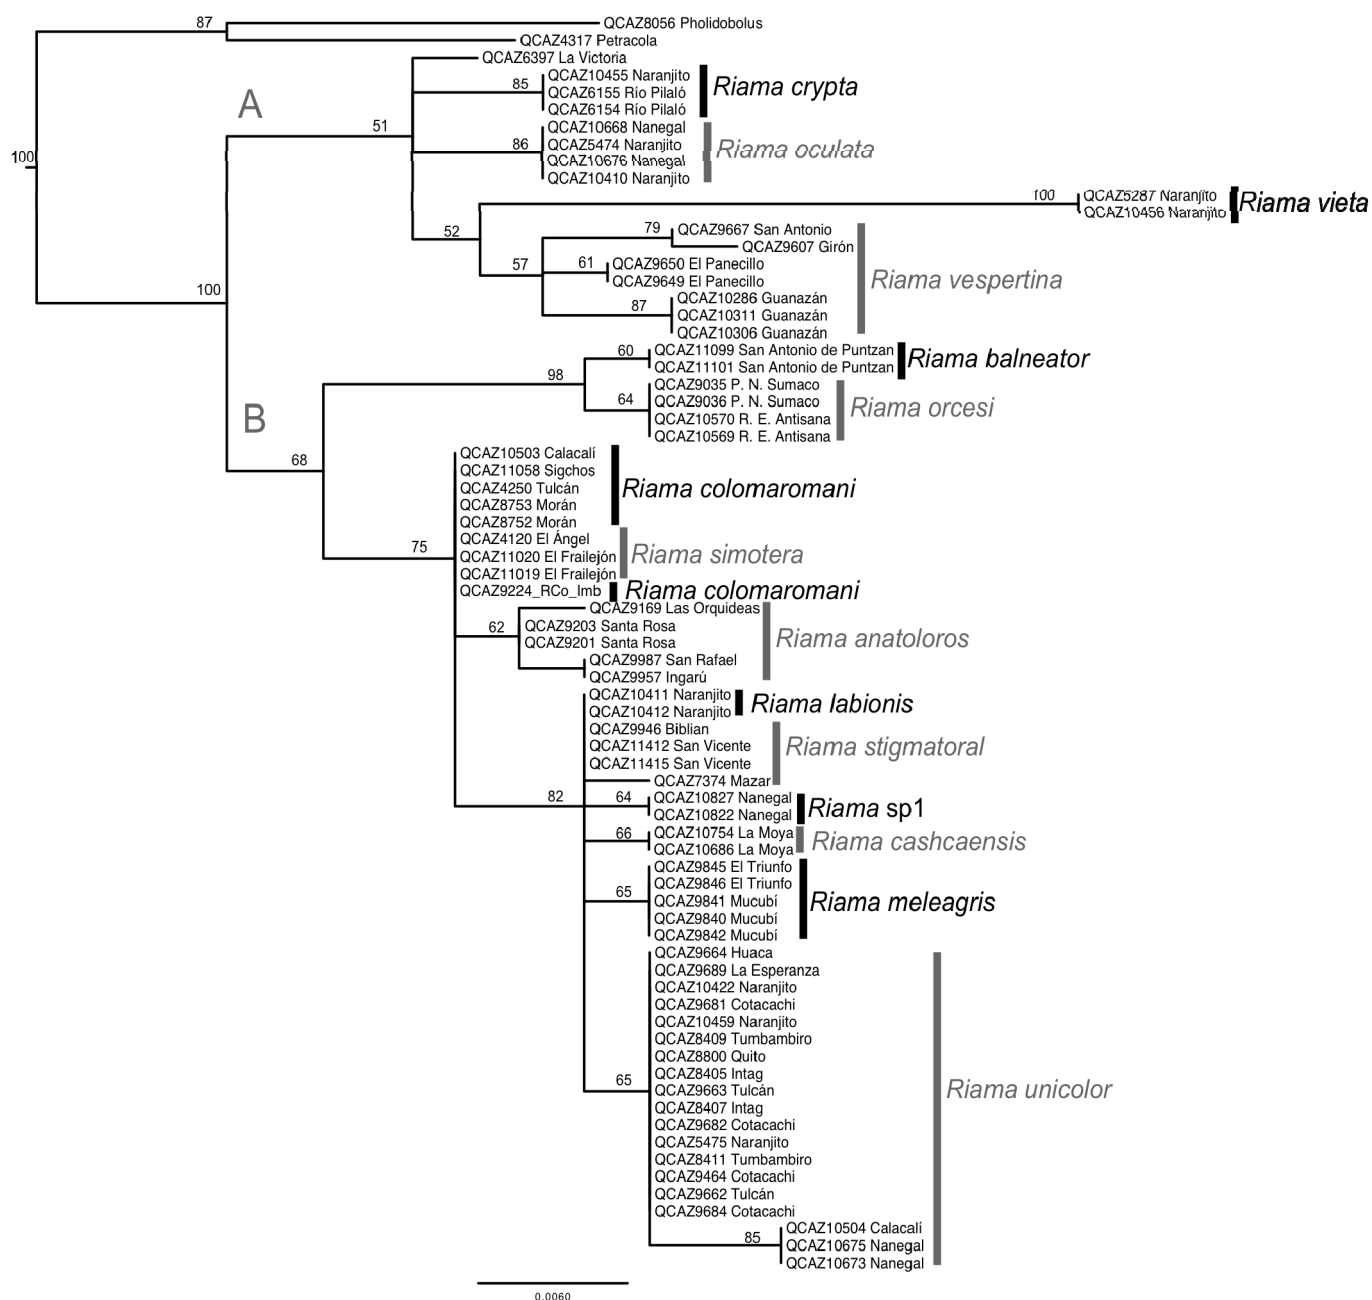 87
QCAZ8056 Pholidobolus
QCAZ4317 Petracola
QCAZ6397 La Victoria
A
QCAZ10455 Naranjito
85
QCAZ6155 Río Pilaló
Riama crypta
QCAZ6154 Río Pilaló
51
QCAZ10668 Nanegal
86
QCAZ5474 Naranjito
Riama oculata
QCAZ10676 Nanegal
QCAZ10410 Naranjito
100
100
QCAZ5287 Naranjito
Riama vieta
QCAZ10456 Naranjito
52
79
QCAZ9667 San Antonio
QCAZ9607 Girón
57
61
QCAZ9650 El Panecillo
QCAZ9649 El Panecillo
Riama vespertina
100
QCAZ10286 Guanazán
87
QCAZ10311 Guanazán
QCAZ10306 Guanazán
60
QCAZ11099 San Antonio de Puntzan
Riama balneator
QCAZ11101 San Antonio de Puntzan
98
QCAZ9035 P. N. Sumaco
64
QCAZ9036 P. N. Sumaco
Riama orcesi
QCAZ10570 R. E. Antisana
QCAZ10569 R. E. Antisana
B
68
QCAZ10503 Calacalí
QCAZ11058 Sigchos
QCAZ4250 Tulcán
Riama colomaromani
QCAZ8753 Morán
QCAZ8752 Morán
75
QCAZ4120 El Ángel
QCAZ11020 El Frailejón
Riama simotera
QCAZ11019 El Frailejón
QCAZ9224_RCo_Imb
Riama colomaromani
QCAZ9169 Las Orquideas
62
QCAZ9203 Santa Rosa
QCAZ9201 Santa Rosa
Riama anatoloros
QCAZ9987 San Rafael
QCAZ9957 Ingarú
QCAZ10411 Naranjito
Riama labionis
QCAZ10412 Naranjito
QCAZ9946 Biblian
QCAZ11412 San Vicente
Riama stigmatoral
QCAZ11415 San Vicente
QCAZ7374 Mazar
82
64
QCAZ10827 Nanegal
Riama sp1
QCAZ10822 Nanegal
66
QCAZ10754 La Moya
Riama cashcaensis
QCAZ10686 La Moya
QCAZ9845 El Triunfo
QCAZ9846 El Triunfo
65
QCAZ9841 Mucubí
Riama meleagris
QCAZ9840 Mucubí
QCAZ9842 Mucubí
QCAZ9664 Huaca
QCAZ9689 La Esperanza
QCAZ10422 Naranjito
QCAZ9681 Cotacachi
QCAZ10459 Naranjito
QCAZ8409 Tumbambiro
QCAZ8800 Quito
QCAZ8405 Intag
65
QCAZ9663 Tulcán
Riama unicolor
QCAZ8407 Intag
QCAZ9682 Cotacachi
QCAZ5475 Naranjito
QCAZ8411 Tumbambiro
QCAZ9464 Cotacachi
QCAZ9662 Tulcán
QCAZ9684 Cotacachi
QCAZ10504 Calacalí
85
QCAZ10675 Nanegal
QCAZ10673 Nanegal
0.0060